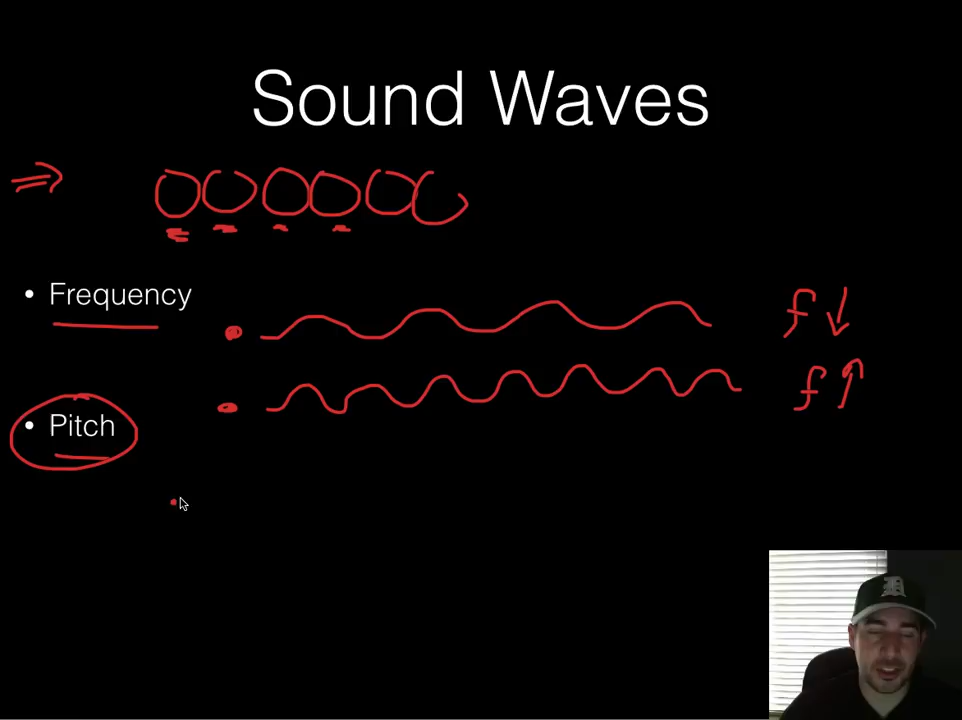 Sound Waves
⇒
• Frequency
f ↓
f ↑
• Pitch